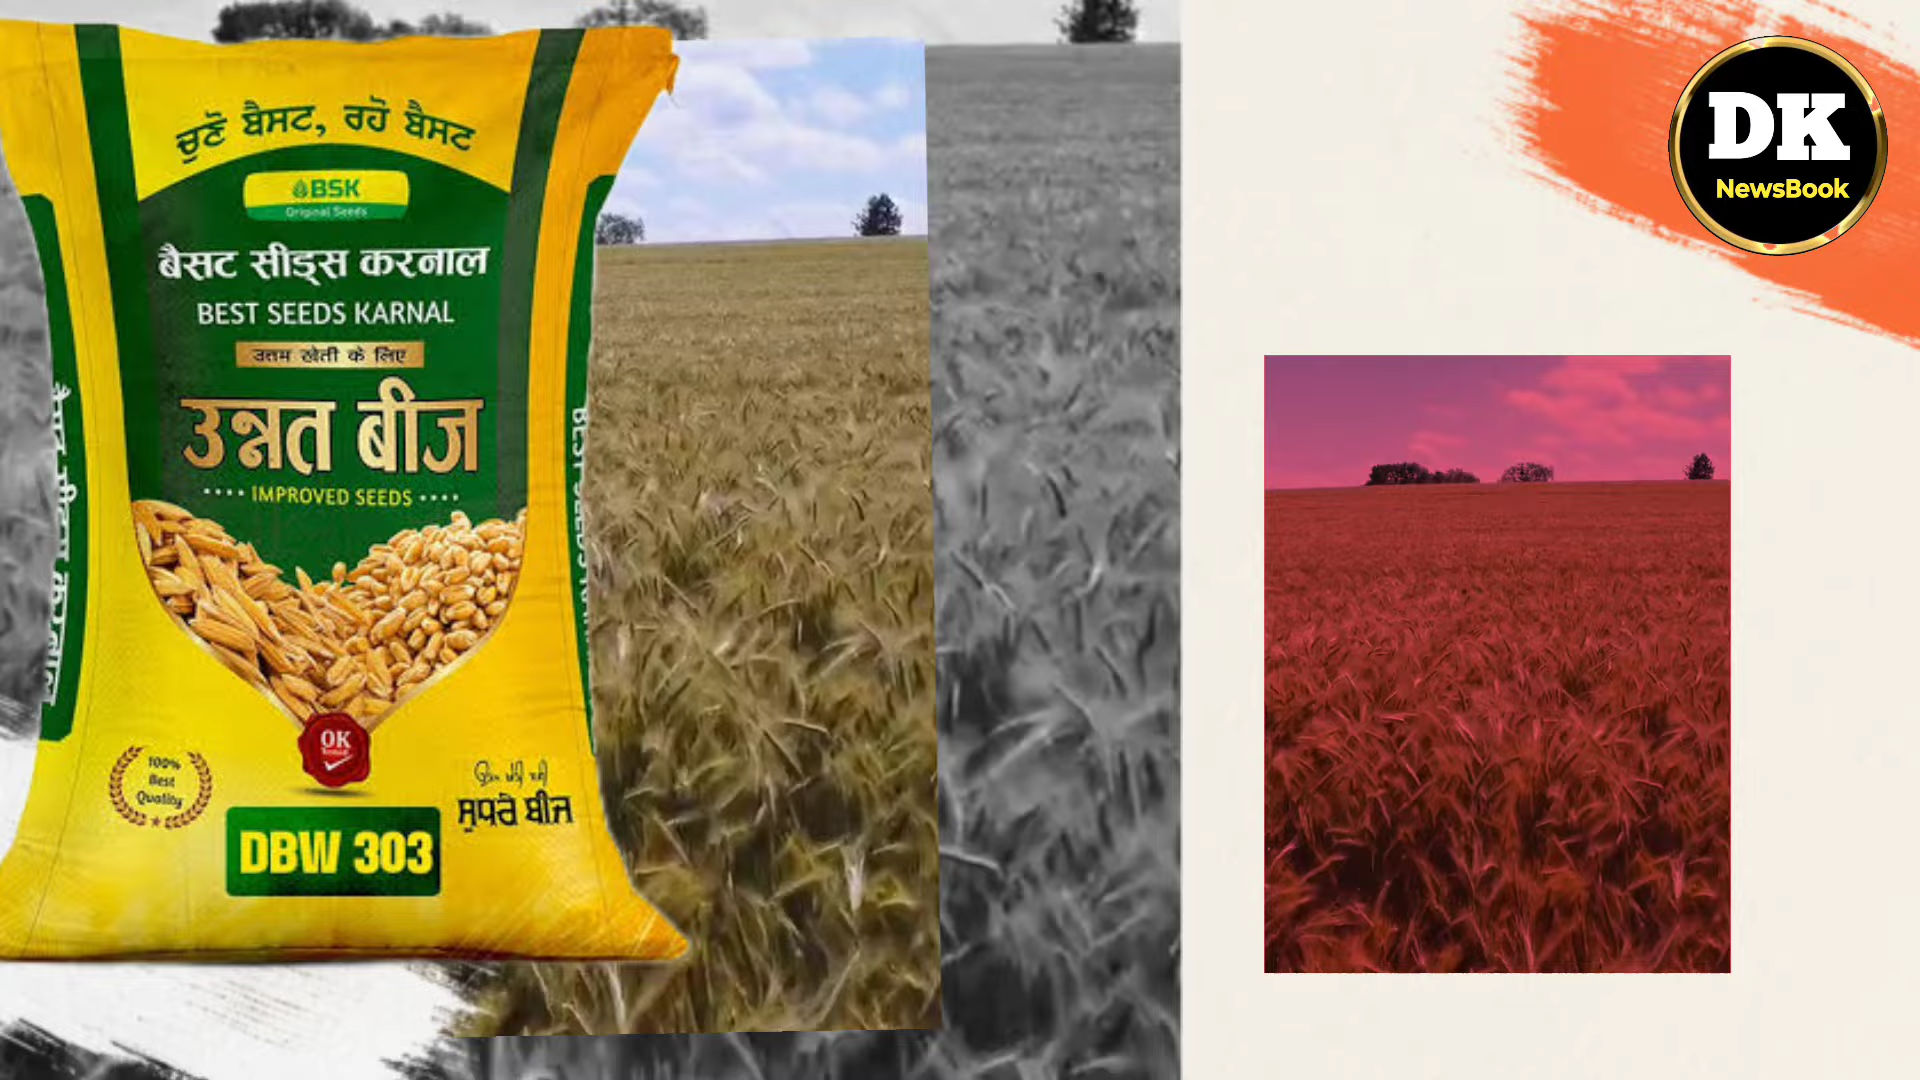 ਚੁਣੋ ਬੈਸਟ, ਰਹੋ ਬੈਸਟ
BSK
Original Seeds
बैसट सीड्स करनाल
BEST SEEDS KARNAL
उत्तम खेती के लिए
उन्नत बीज
IMPROVED SEEDS
OK
100%
Best
Quality
ਸੁਧਰੇ ਬੀਜ
DBW 303
DK
NewsBook